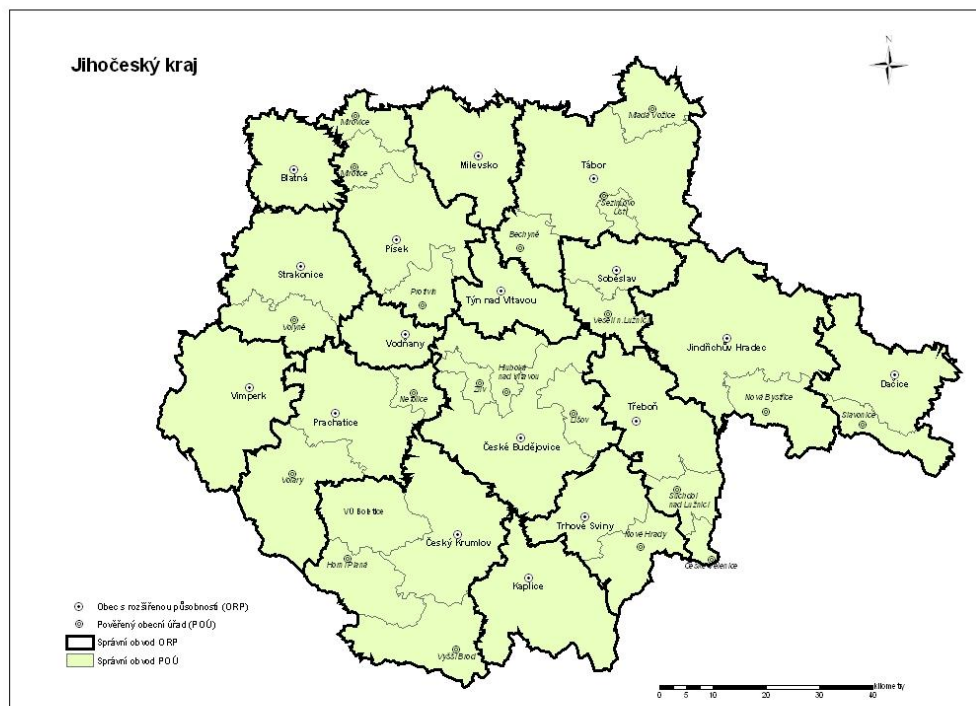 N
Jihočeský kraj
Mladá Vožice
Mirovice
Milevsko
Tábor
Mirotice
Blatná
Sezimovo
Ústí
Bechyně
Písek
Strakonice
Soběslav
Týn nad Vltavou
Protivín
Veselí n.Lužnicí
Volyně
Vodňany
Jindřichův Hradec
Hluboká
nad Vltavou
Dačice
Zliv
Vimperk
Netolice
Třeboň
Nová Bystřice
Prachatice
Lišov
Slavonice
České Budějovice
Volary
Suchdol
nad Lužnicí
VÚ Boletice
Trhové Sviny
Český Krumlov
Nové Hrady
Horní Planá
České Velenice
Kaplice
Obec s rozšířenou působností (ORP)
Pověřený obecní úřad (POÚ)
Správní obvod ORP
Správní obvod POÚ
Vyšší Brod
kilometry
0 5 10 20 30 40